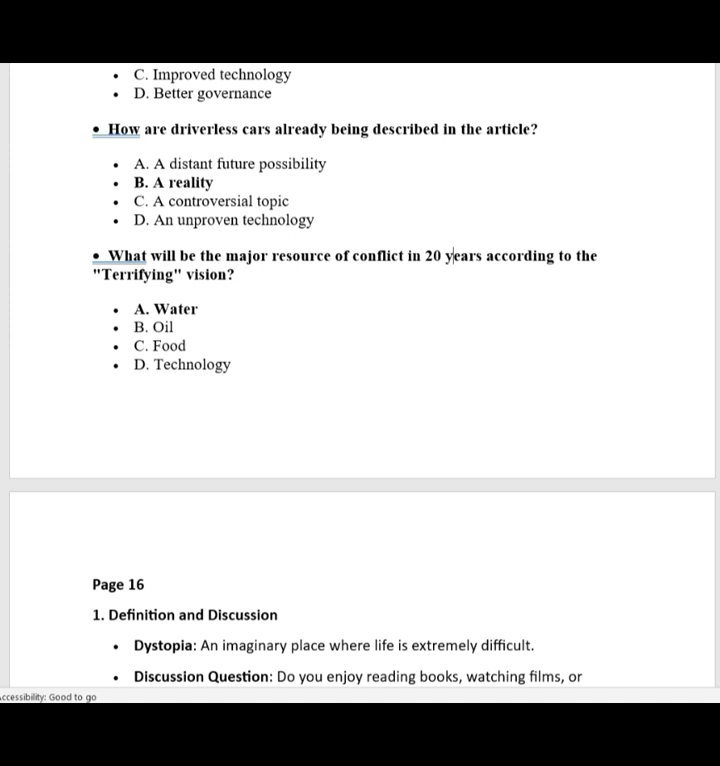 • C. Improved technology
• D. Better governance
• How are driverless cars already being described in the article?
• A. A distant future possibility
• B. A reality
• C. A controversial topic
• D. An unproven technology
• What will be the major resource of conflict in 20 years according to the
"Terrifying" vision?
• A. Water
• B. Oil
• C. Food
• D. Technology
Page 16
1. Definition and Discussion
• Dystopia: An imaginary place where life is extremely difficult.
• Discussion Question: Do you enjoy reading books, watching films, or
ccessibility: Good to go